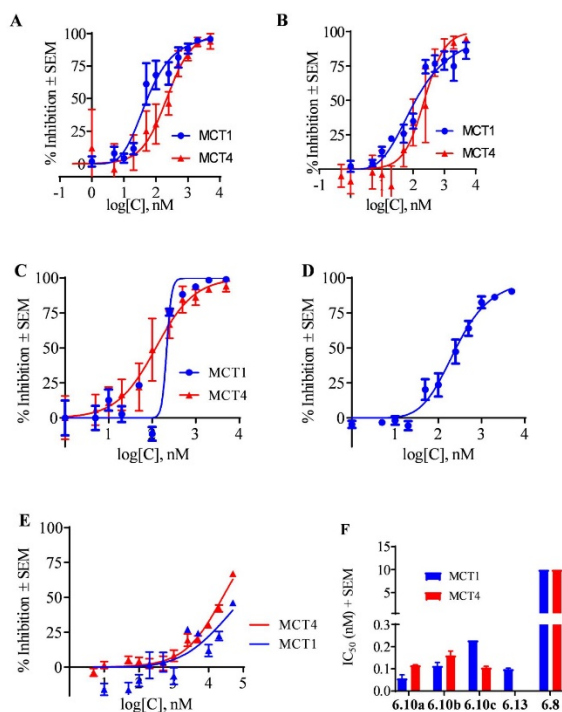 A
B
% Inhibition ± SEM
100
75
50
25
0
MCT1
MCT4
-1 0 1 2 3 4
log[C], nM
% Inhibition ± SEM
100
75
50
25
0
MCT1
MCT4
-1 0 1 2 3 4
log[C], nM
C
D
% Inhibition ± SEM
100
75
50
25
0
MCT1
MCT4
1 2 3 4
log[C], nM
% Inhibition ± SEM
100
75
50
25
0
1 2 3 4
log[C], nM
E
F
% Inhibition ± SEM
100
75
50
25
0
MCT4
MCT1
2 3 4 5
log[C], nM
IC50 (nM) + SEM
15
10
5
0.3
0.2
0.1
0.0
MCT1
MCT4
6.10a 6.10b 6.10c 6.13 6.8